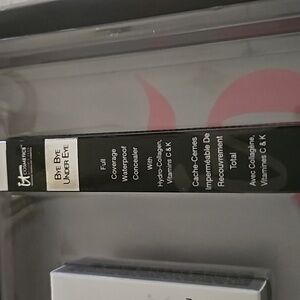 it
COSMETICS
BYE BYE
UNDER EYE
Full
Coverage
Waterproof
Concealer
With
Hydro-Collagen,
Vitamins C & K
Cache-Cernes
Imperméable De
Recouvrement
Total
Avec Collagène,
Vitamines C & K